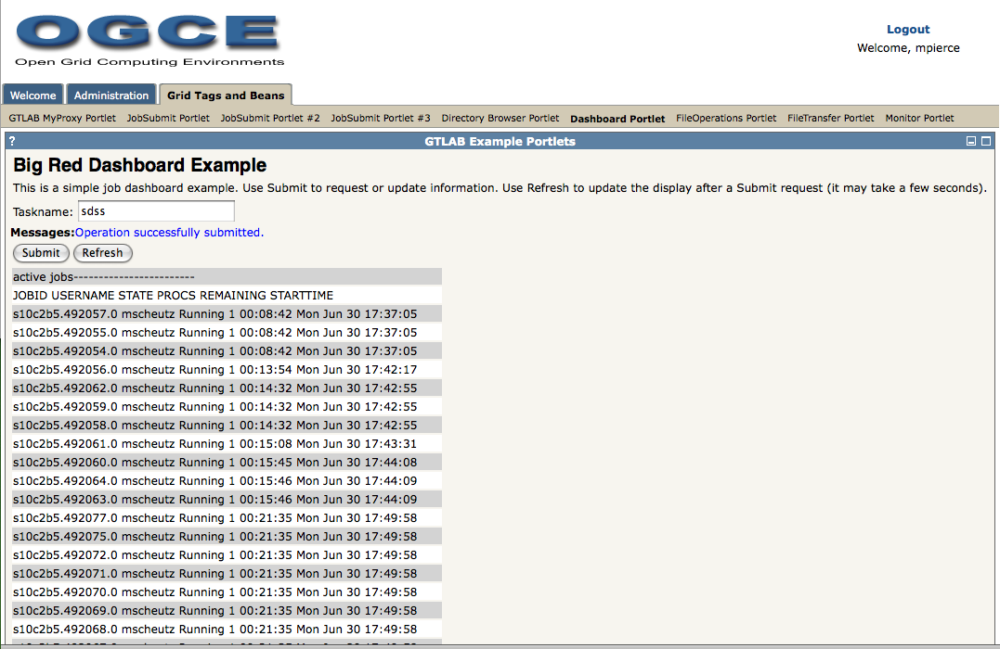 OGCE
Open Grid Computing Environments
Logout
Welcome, mpierce
Welcome Administration Grid Tags and Beans
GTLAB MyProxy Portlet JobSubmit Portlet JobSubmit Portlet #2 JobSubmit Portlet #3 Directory Browser Portlet Dashboard Portlet FileOperations Portlet FileTransfer Portlet Monitor Portlet
? GTLAB Example Portlets
Big Red Dashboard Example
This is a simple job dashboard example. Use Submit to request or update information. Use Refresh to update the display after a Submit request (it may take a few seconds).
Taskname: sdss
Messages:Operation successfully submitted.
Submit Refresh
active jobs------------------------
JOBID USERNAME STATE PROCS REMAINING STARTTIME
s10c2b5.492057.0 mscheutz Running 1 00:08:42 Mon Jun 30 17:37:05
s10c2b5.492055.0 mscheutz Running 1 00:08:42 Mon Jun 30 17:37:05
s10c2b5.492054.0 mscheutz Running 1 00:08:42 Mon Jun 30 17:37:05
s10c2b5.492056.0 mscheutz Running 1 00:13:54 Mon Jun 30 17:42:17
s10c2b5.492062.0 mscheutz Running 1 00:14:32 Mon Jun 30 17:42:55
s10c2b5.492059.0 mscheutz Running 1 00:14:32 Mon Jun 30 17:42:55
s10c2b5.492058.0 mscheutz Running 1 00:14:32 Mon Jun 30 17:42:55
s10c2b5.492061.0 mscheutz Running 1 00:15:08 Mon Jun 30 17:43:31
s10c2b5.492060.0 mscheutz Running 1 00:15:45 Mon Jun 30 17:44:08
s10c2b5.492064.0 mscheutz Running 1 00:15:46 Mon Jun 30 17:44:09
s10c2b5.492063.0 mscheutz Running 1 00:15:46 Mon Jun 30 17:44:09
s10c2b5.492077.0 mscheutz Running 1 00:21:35 Mon Jun 30 17:49:58
s10c2b5.492075.0 mscheutz Running 1 00:21:35 Mon Jun 30 17:49:58
s10c2b5.492072.0 mscheutz Running 1 00:21:35 Mon Jun 30 17:49:58
s10c2b5.492071.0 mscheutz Running 1 00:21:35 Mon Jun 30 17:49:58
s10c2b5.492070.0 mscheutz Running 1 00:21:35 Mon Jun 30 17:49:58
s10c2b5.492069.0 mscheutz Running 1 00:21:35 Mon Jun 30 17:49:58
s10c2b5.492068.0 mscheutz Running 1 00:21:35 Mon Jun 30 17:49:58